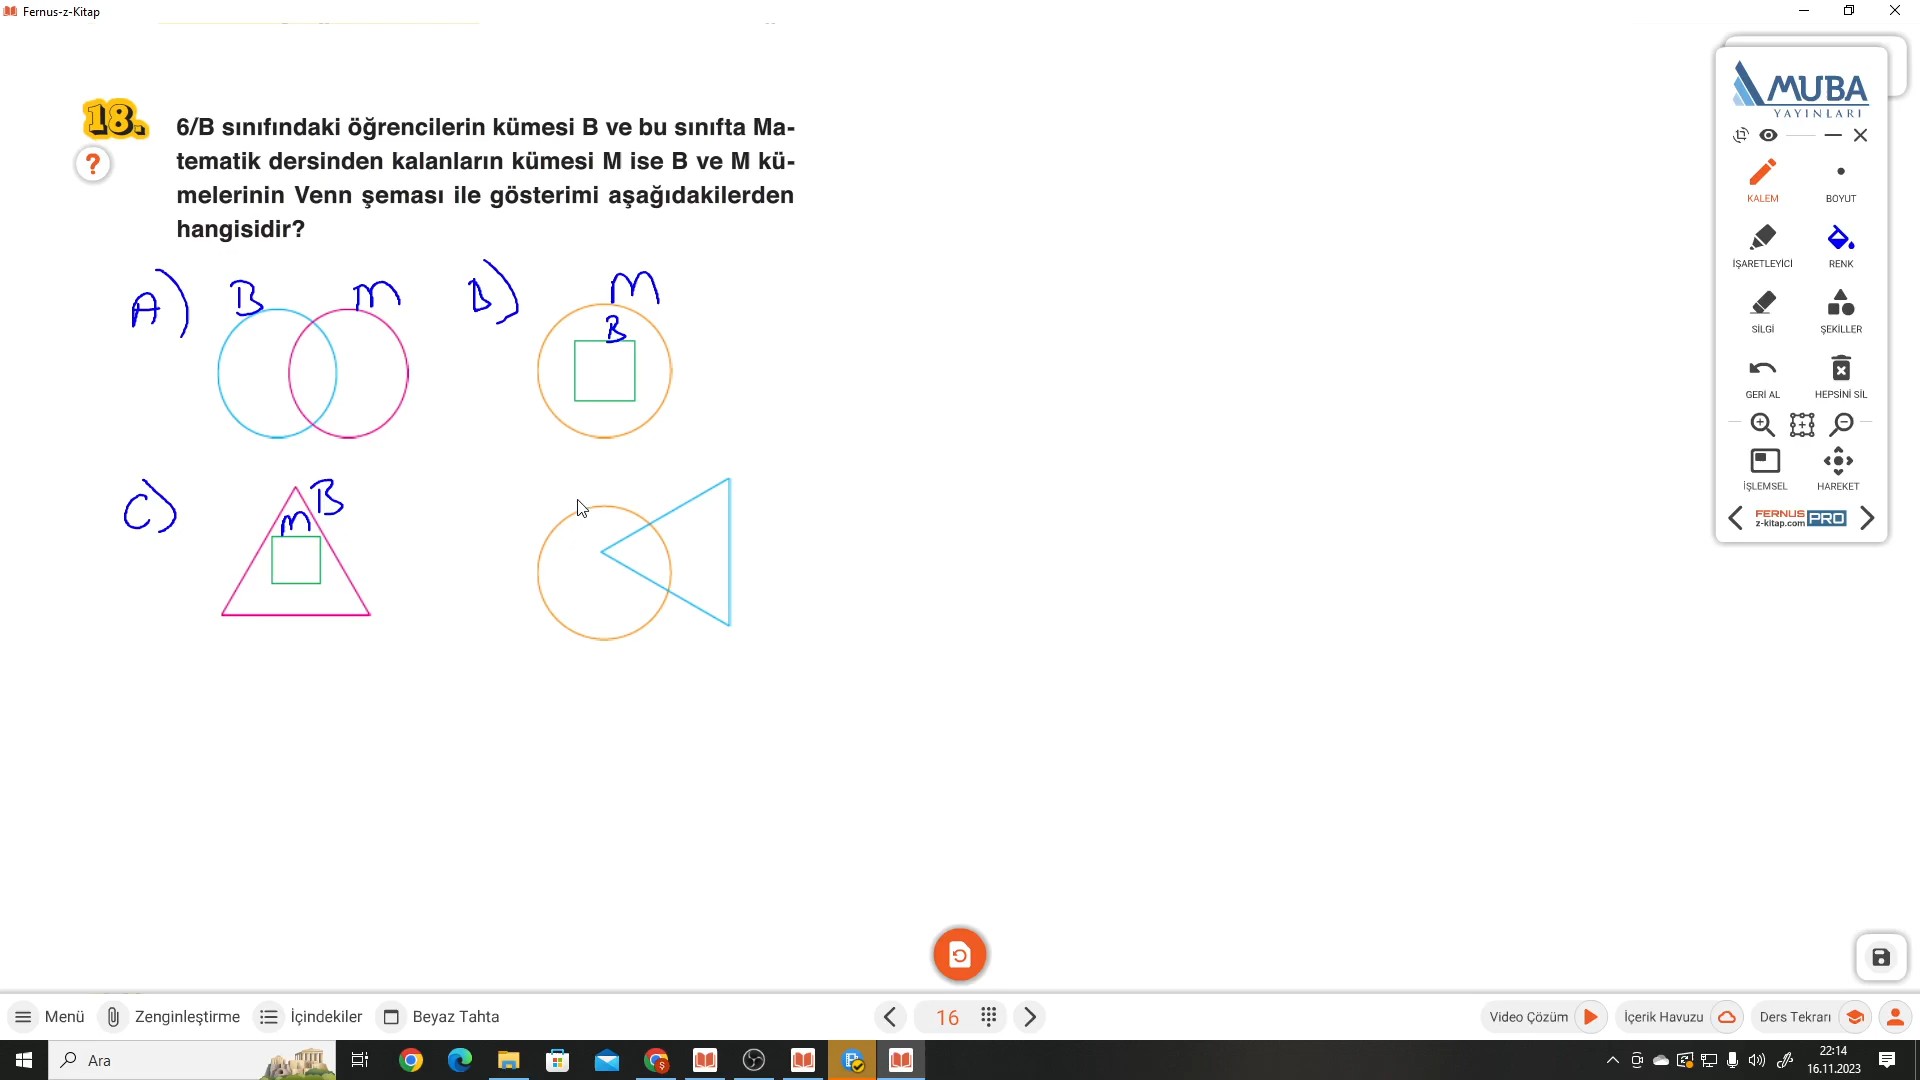 Fernus-z-Kitap
18.
?
6/B sınıfındaki öğrencilerin kümesi B ve bu sınıfta Ma-
tematik dersinden kalanların kümesi M ise B ve M kü-
melerinin Venn şeması ile gösterimi aşağıdakilerden
hangisidir?
A) B M
B) M
B
C) B
M
MUBA
YAYINLARI
KALEM BOYUT
İŞARETLEYİCİ RENK
SİLGİ ŞEKİLLER
GERİ AL HEPSİNİ SİL
İŞLEMSEL HAREKET
FERNUS
z-kitap.com PRO
Menü Zenginleştirme İçindekiler Beyaz Tahta 16 Video Çözüm İçerik Havuzu Ders Tekrarı
Ara
22:14
16.11.2023